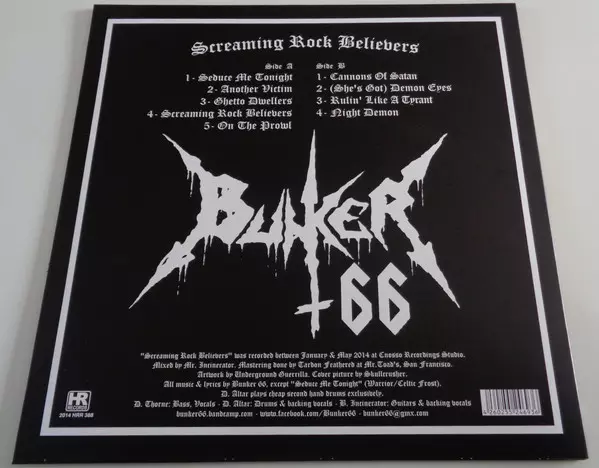 Screaming Rock Believers
Side A
1- Seduce Me Tonight
2- Another Victim
3- Ghetto Dwellers
4- Screaming Rock Believers
5- On The Prowl
Side B
1- Cannons Of Satan
2- (She's Got) Demon Eyes
3- Rulin' Like A Tyrant
4- Night Demon
BUNKER
66
"Screaming Rock Believers" was recorded between January & May 2014 at Cnosso Recordings Studio.
Mixed by Mr. Incinerator. Mastering done by Tardon Feathered at Mr.Toad's, San Francisco.
Artwork by Underground Guerrilla. Cover picture by Skullcrusher.
All music & lyrics by Bunker 66, except "Seduce Me Tonight" (Warrior/Celtic Frost).
D. Altar plays cheap second hand drums exclusively.
D. Thorne: Bass, Vocals - D. Altar: Drums & backing vocals - B. Incinerator: Guitars & backing vocals
bunker66.bandcamp.com - www.facebook.com/Bunker66 - bunker66@gmx.com
HR
RECORDS
2014 HRR 388